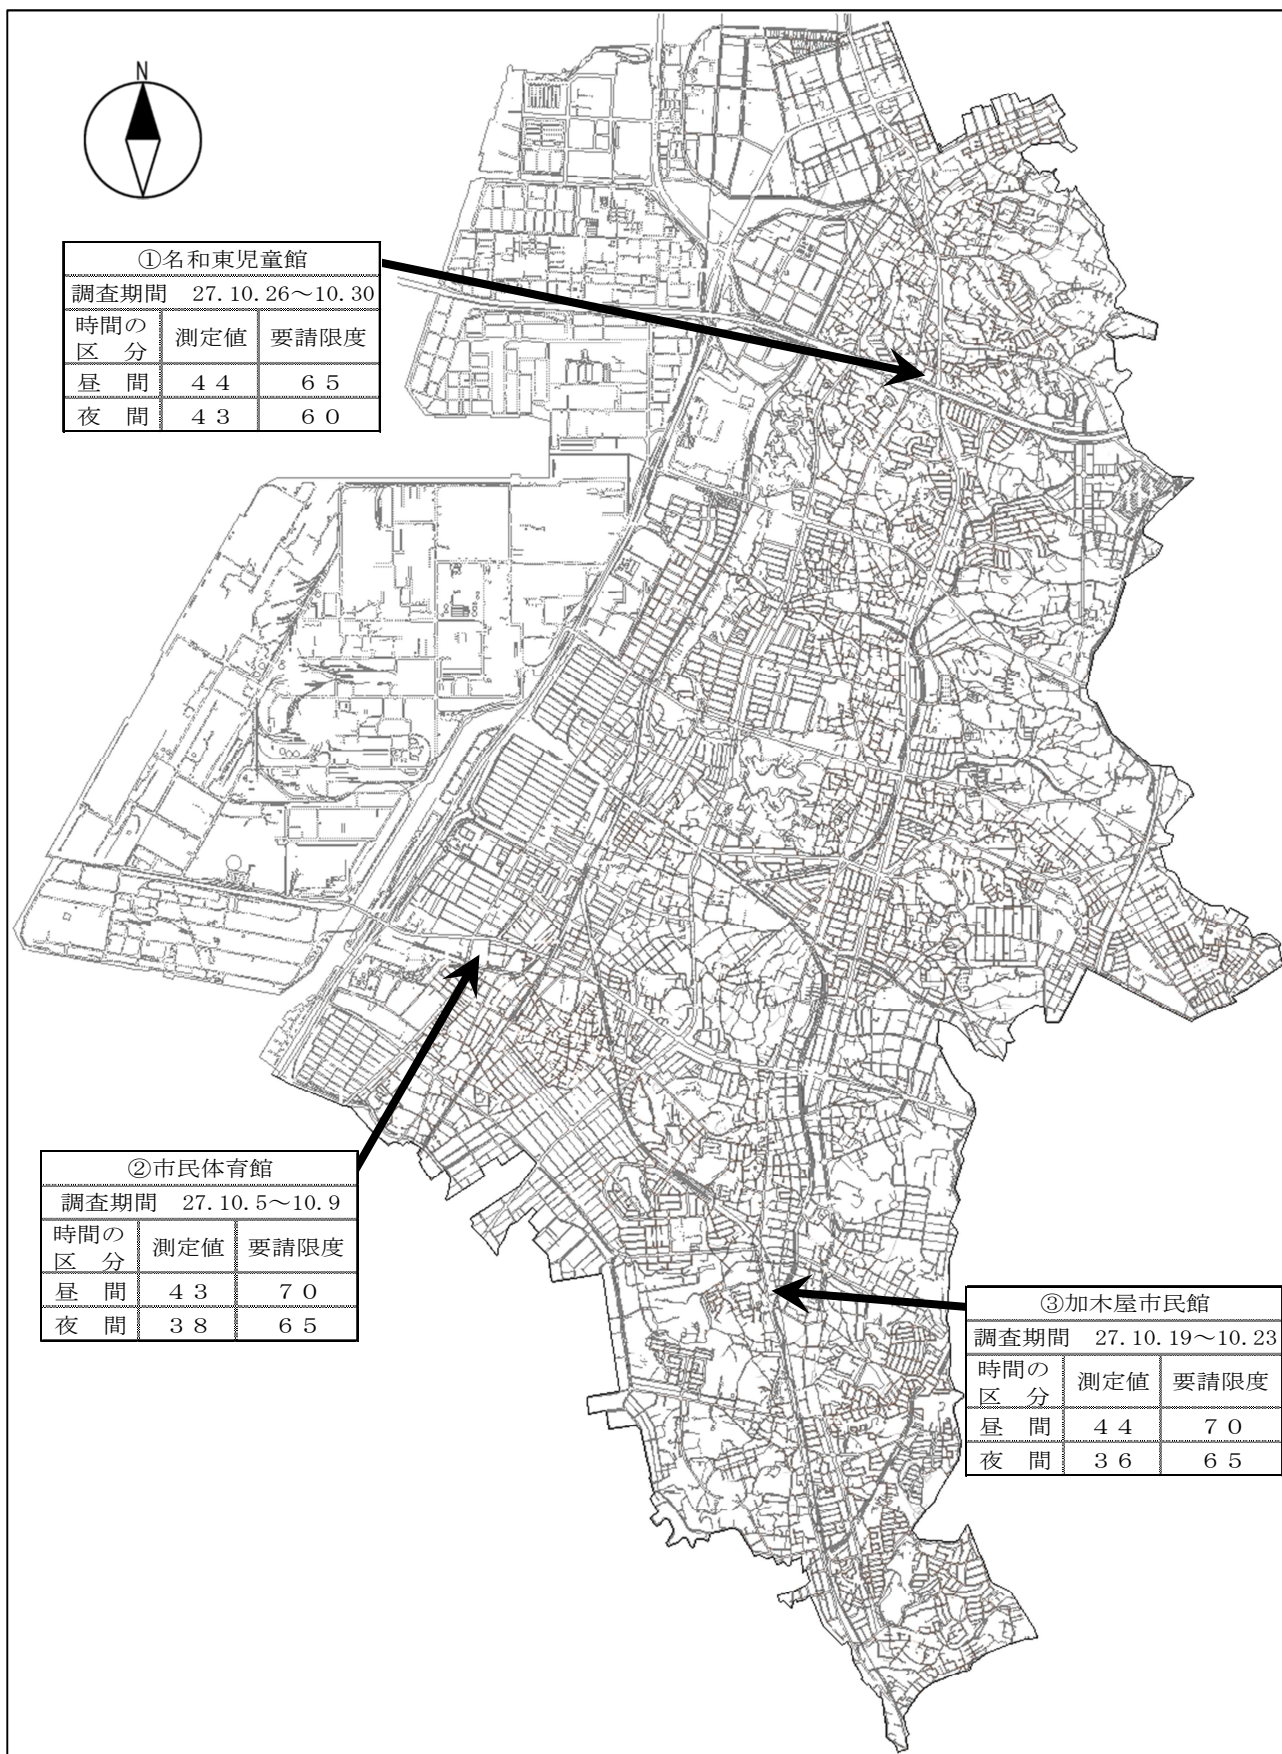 N
①名和東児童館
調査期間 27.10.26～10.30
時間の区分 測定値 要請限度
昼間 44 65
夜間 43 60
②市民体育館
調査期間 27.10.5～10.9
時間の区分 測定値 要請限度
昼間 43 70
夜間 38 65
③加木屋市民館
調査期間 27.10.19～10.23
時間の区分 測定値 要請限度
昼間 44 70
夜間 36 65